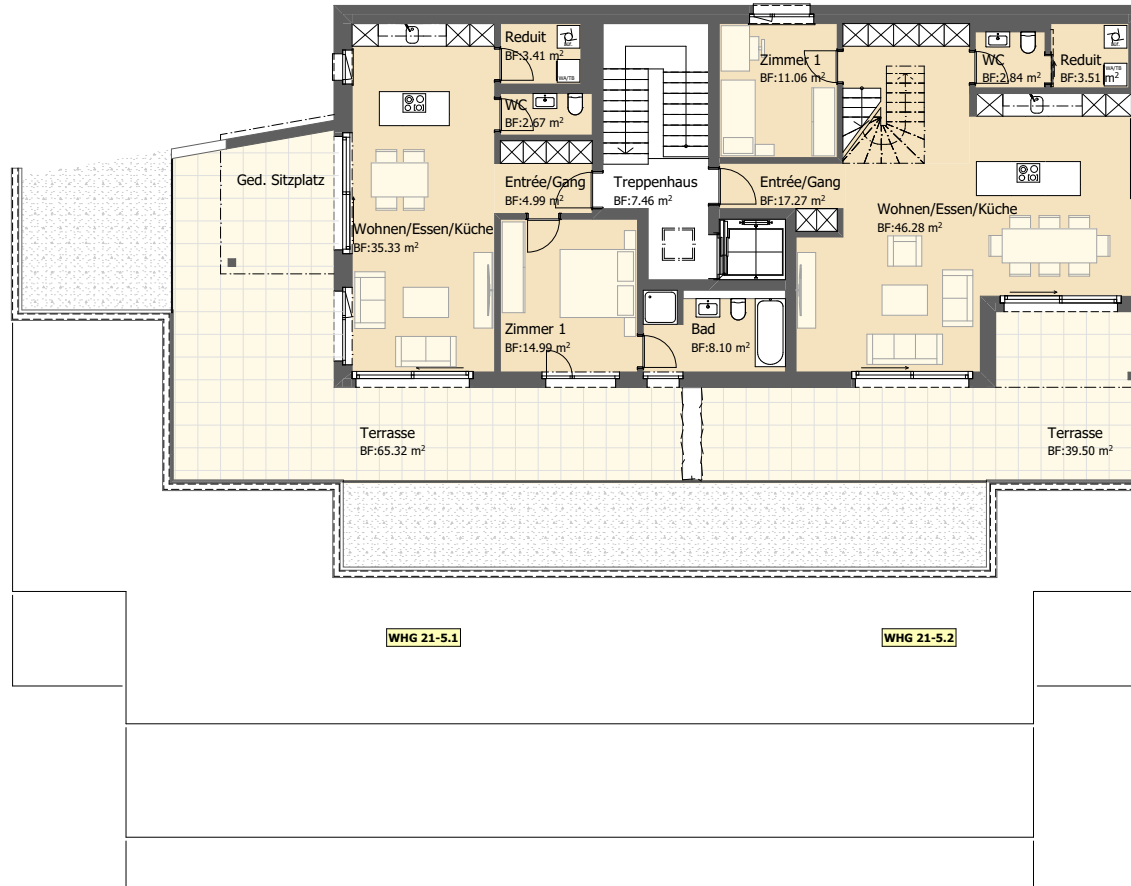 Reduit
BF:3.41 m²
WA/TB
WC
BF:2.67 m²
Ged. Sitzplatz
Entrée/Gang
BF:4.99 m²
Treppenhaus
BF:7.46 m²
Wohnen/Essen/Küche
BF:35.33 m²
Zimmer 1
BF:14.99 m²
Bad
BF:8.10 m²
Zimmer 1
BF:11.06 m²
WC
BF:2.84 m²
Reduit
BF:3.51 m²
WA/TB
Entrée/Gang
BF:17.27 m²
Wohnen/Essen/Küche
BF:46.28 m²
Terrasse
BF:65.32 m²
Terrasse
BF:39.50 m²
WHG 21-5.1
WHG 21-5.2